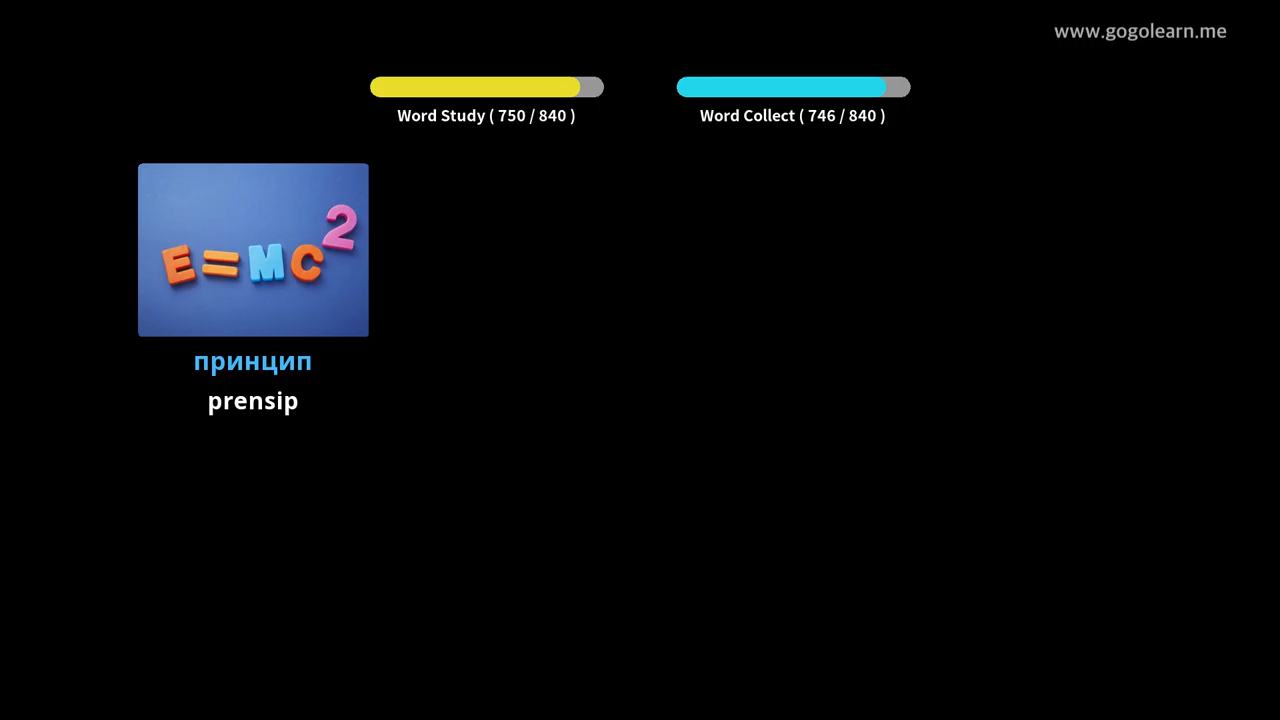 www.gogolearn.me
Word Study ( 750 / 840 )
Word Collect ( 746 / 840 )
E=MC²
принцип
prensip